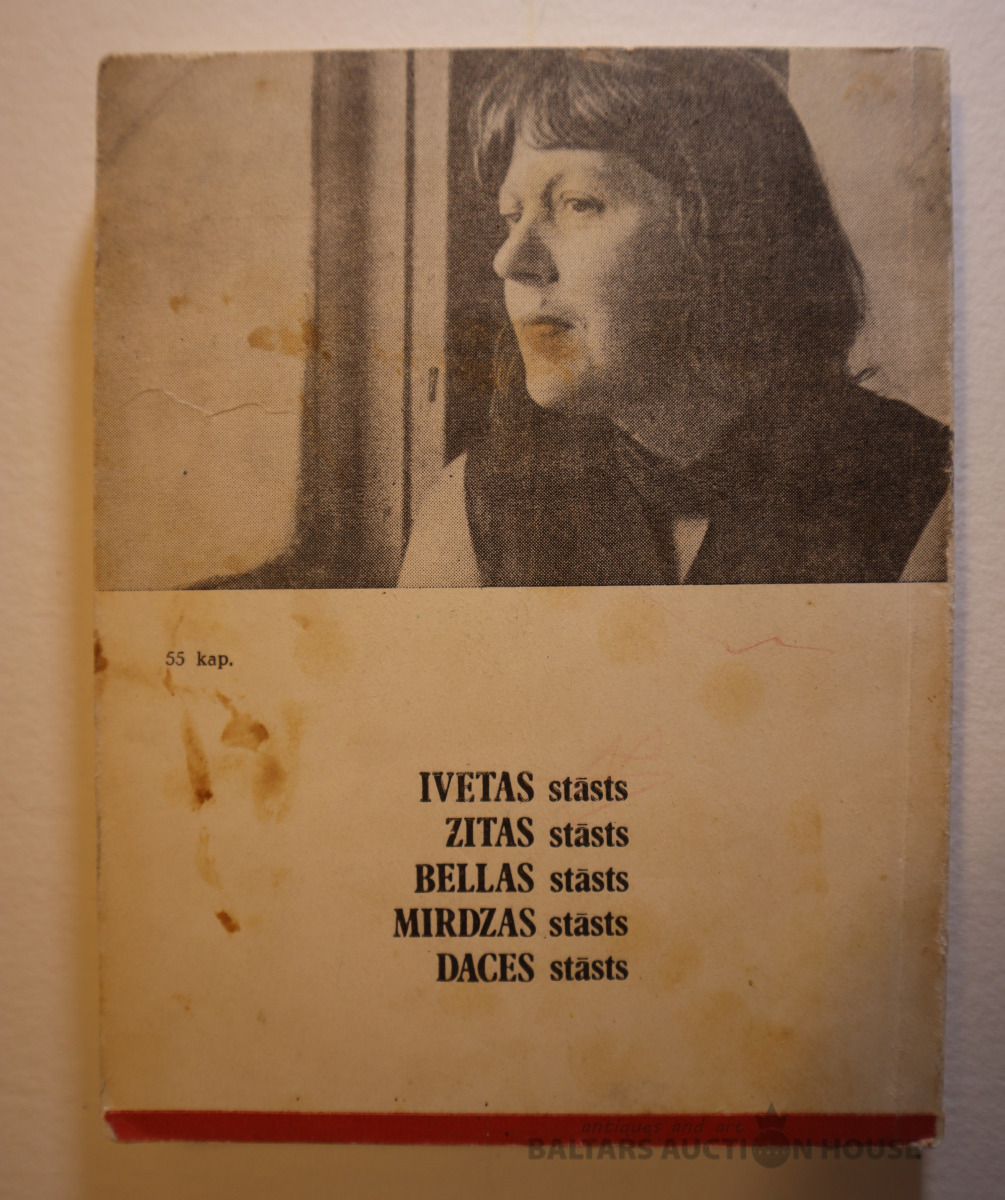 55 kap.
IVETAS stāsts
ZITAS stāsts
BELLAS stāsts
MIRDZAS stāsts
DACES stāsts
antiques and art
BALTARS AUCTION HOUSE